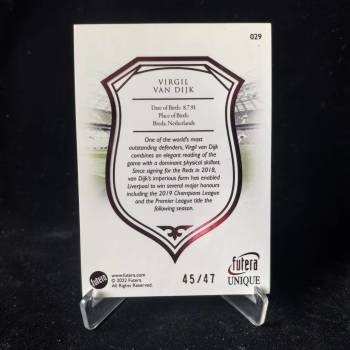 029
VIRGIL
VAN DIJK
Date of Birth: 8.7.91
Place of Birth:
Breda, Netherlands
One of the world's most
outstanding defenders, Virgil van Dijk
combines an elegant reading of the
game with a dominant physical skillset.
Since signing for the Reds in 2018,
van Dijk's imperious form has enabled
Liverpool to win several major honours
including the 2019 Champions League
and the Premier League title the
following season.
futera
www.futera.com
© 2022 Futera.
All Rights Reserved.
45/47
futera
UNIQUE